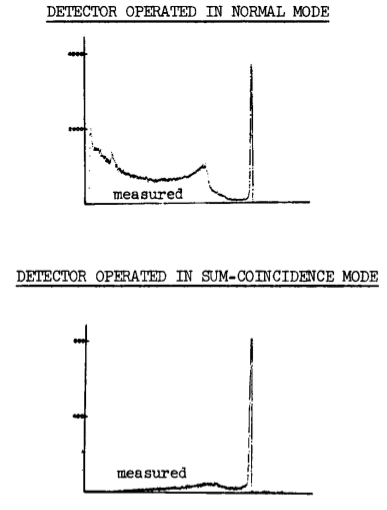 DETECTOR OPERATED IN NORMAL MODE
measured
DETECTOR OPERATED IN SUM-COINCIDENCE MODE
measured